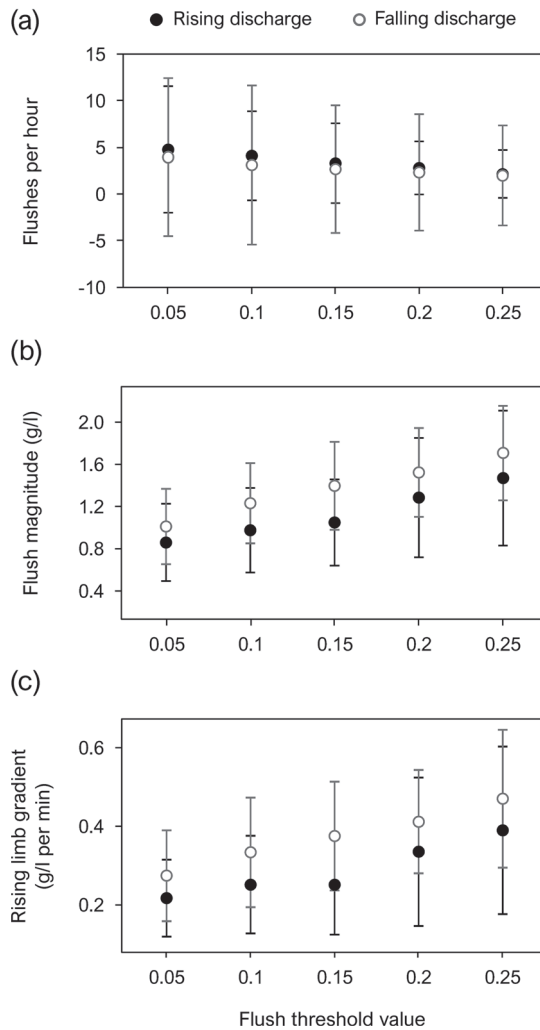 (a)
Rising discharge Falling discharge
Flushes per hour
15
10
5
0
-5
-10
0.05 0.1 0.15 0.2 0.25
(b)
Flush magnitude (g/l)
2.0
1.6
1.2
0.8
0.4
0.05 0.1 0.15 0.2 0.25
(c)
Rising limb gradient
(g/l per min)
0.6
0.4
0.2
0.05 0.1 0.15 0.2 0.25
Flush threshold value